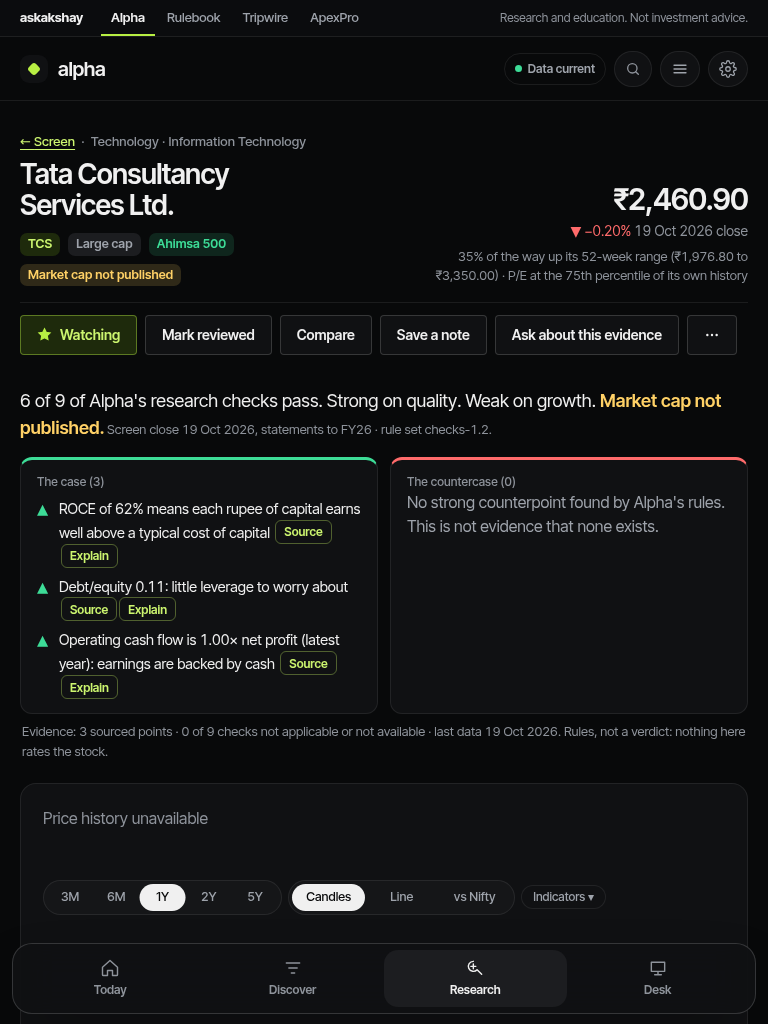 askakshay Alpha Rulebook Tripwire ApexPro Research and education. Not investment advice.
alpha Data current
← Screen · Technology · Information Technology
Tata Consultancy
Services Ltd.
₹2,460.90
▼ −0.20% 19 Oct 2026 close
TCS Large cap Ahimsa 500
Market cap not published
35% of the way up its 52-week range (₹1,976.80 to
₹3,350.00) · P/E at the 75th percentile of its own history
★ Watching Mark reviewed Compare Save a note Ask about this evidence ···
6 of 9 of Alpha's research checks pass. Strong on quality. Weak on growth. Market cap not
published. Screen close 19 Oct 2026, statements to FY26 · rule set checks-1.2.
The case (3)
▲ ROCE of 62% means each rupee of capital earns
well above a typical cost of capital Source
Explain
▲ Debt/equity 0.11: little leverage to worry about
Source Explain
▲ Operating cash flow is 1.00× net profit (latest
year): earnings are backed by cash Source
Explain
The countercase (0)
No strong counterpoint found by Alpha's rules.
This is not evidence that none exists.
Evidence: 3 sourced points · 0 of 9 checks not applicable or not available · last data 19 Oct 2026. Rules, not a verdict: nothing here
rates the stock.
Price history unavailable
3M 6M 1Y 2Y 5Y Candles Line vs Nifty Indicators ▾
Today Discover Research Desk